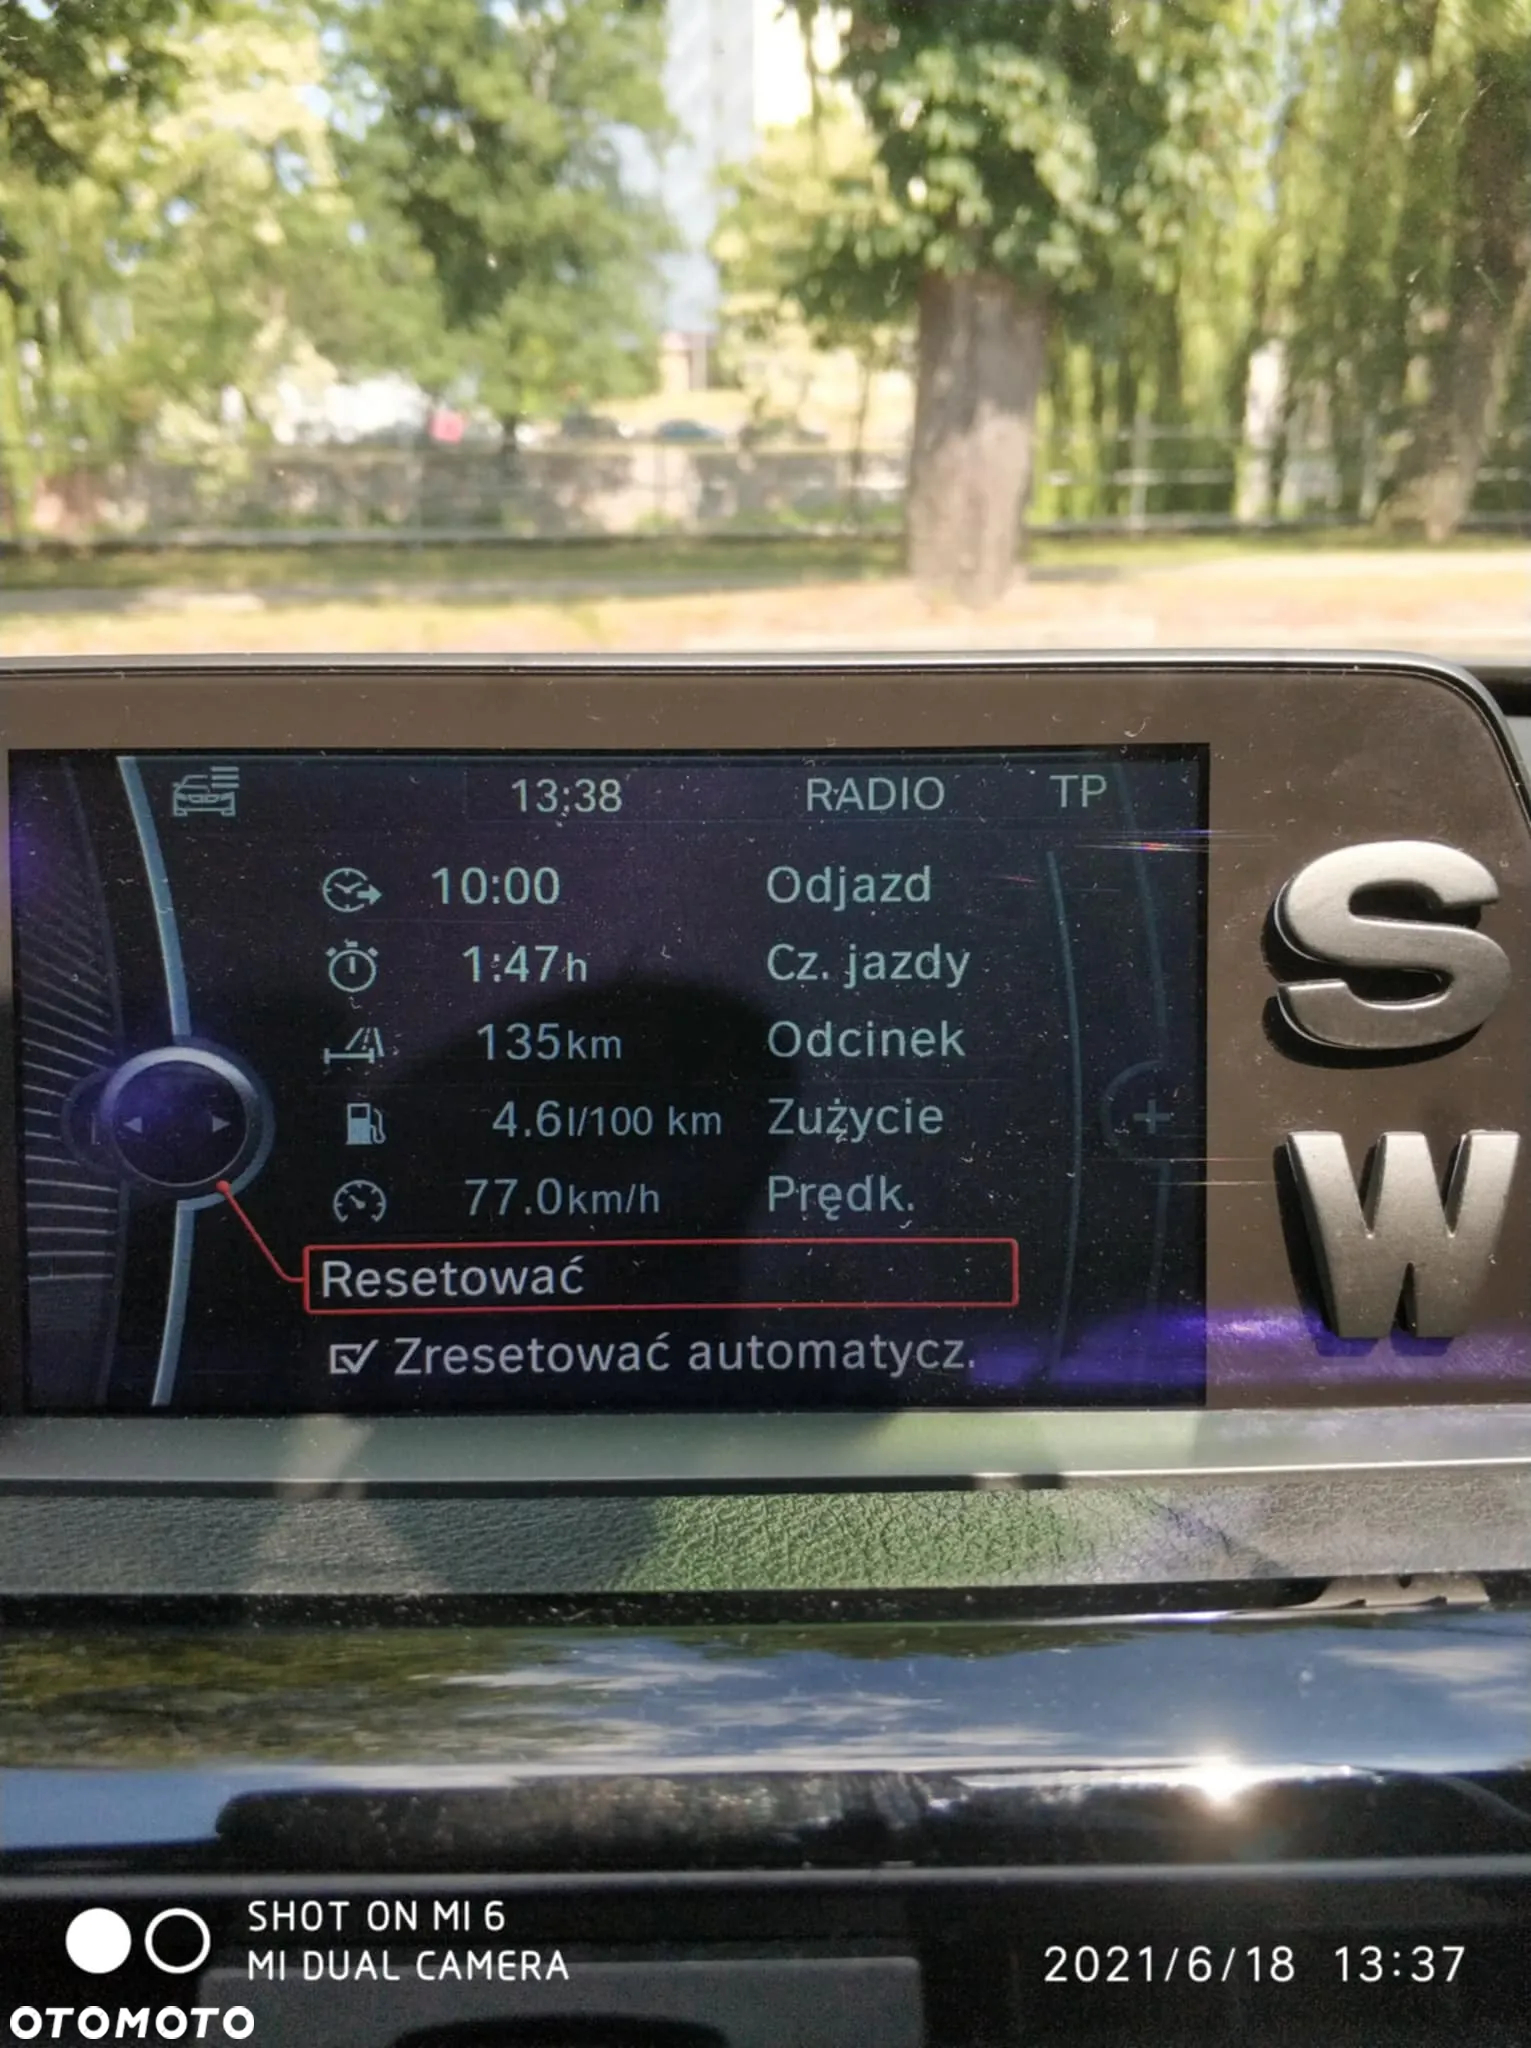 13:38 RADIO TP
10:00 Odjazd
1:47h Cz. jazdy
135km Odcinek
4.6l/100 km Zużycie
77.0km/h Prędk.
Resetować
Zresetować automatycz.
S
W
SHOT ON MI 6
MI DUAL CAMERA
2021/6/18 13:37
OTOMOTO